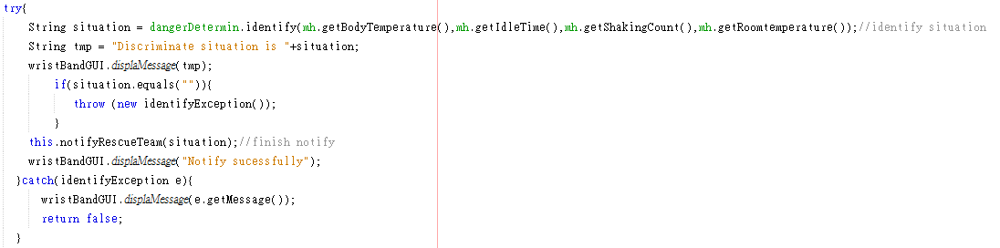 try{
String situation = dangerDetermin.identify(mh.getBodyTemperature(),mh.getIdleTime(),mh.getShakingCount(),mh.getRoomtemperature());//identify situation
String tmp = "Discriminate situation is "+situation;
wristBandGUI.displaMessage(tmp);
if(situation.equals("")){
throw (new identifyException());
}
this.notifyRescueTeam(situation);//finish notify
wristBandGUI.displaMessage("Notify sucessfully");
}catch(identifyException e){
wristBandGUI.displaMessage(e.getMessage());
return false;
}